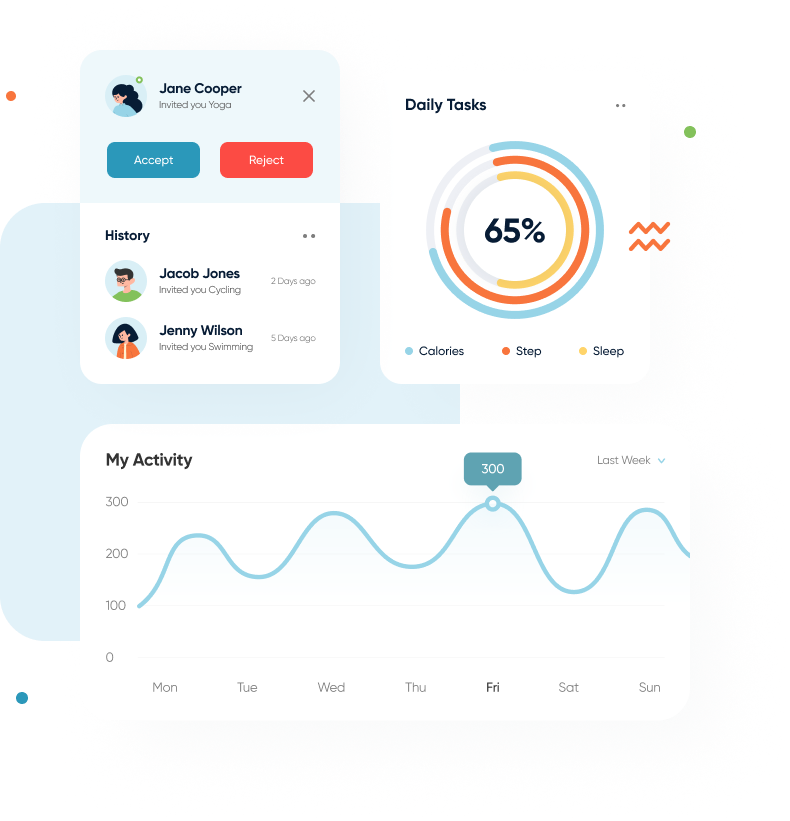 Jane Cooper
Invited you Yoga
Accept
Reject
History
Jacob Jones
Invited you Cycling
2 Days ago
Jenny Wilson
Invited you Swimming
5 Days ago
Daily Tasks
65%
Calories
Step
Sleep
My Activity
Last Week
300
300
200
100
0
Mon
Tue
Wed
Thu
Fri
Sat
Sun